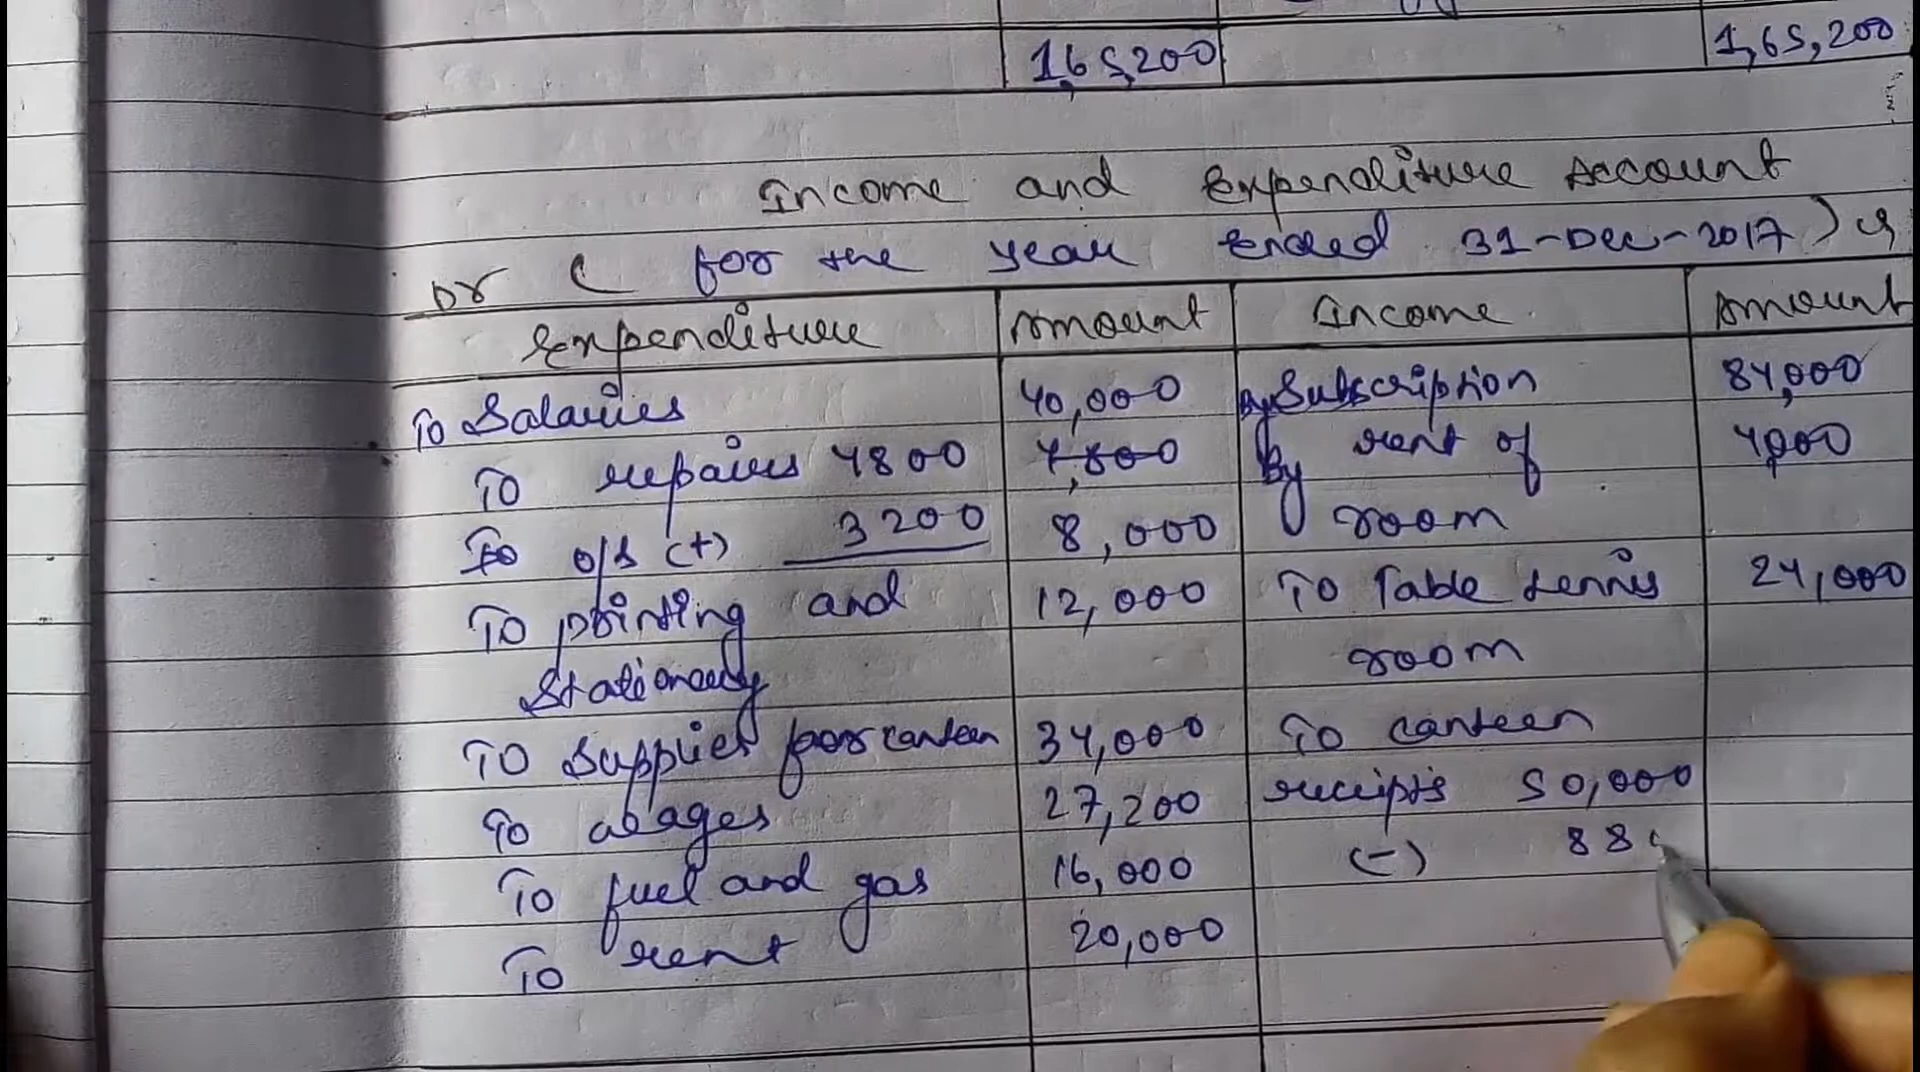 165,200 1,65,200
Income and Expenditure Account
Dr ( for the year Ended 31-Dec-2017) Cr
Expenditure Amount Income Amount
To Salaries 40,000 By Subscription 84,000
To repairs 4800 4,800 By rent of 4,000
To o/s (+) 3200 8,000 room
To printing and 12,000 To Table tennis 24,000
Stationery room
To Supplies for canteen 34,000 To canteen
To wages 27,200 receipts 50,000
To fuel and gas 16,000 (-) 88
To rent 20,000